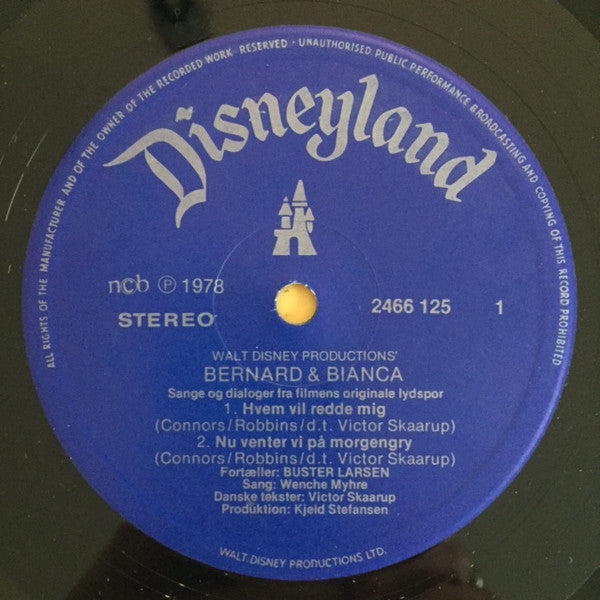 ALL RIGHTS OF THE MANUFACTURER AND OF THE OWNER OF THE RECORDED WORK RESERVED · UNAUTHORISED PUBLIC PERFORMANCE BROADCASTING AND COPYING OF THIS RECORD PROHIBITED
Disneyland
ncb ℗ 1978
STEREO
2466 125 1
WALT DISNEY PRODUCTIONS'
BERNARD & BIANCA
Sange og dialoger fra filmens originale lydspor
1. Hvem vil redde mig
(Connors/Robbins/d.t. Victor Skaarup)
2. Nu venter vi på morgengry
(Connors/Robbins/d.t. Victor Skaarup)
Fortæller: BUSTER LARSEN
Sang: Wenche Myhre
Danske tekster: Victor Skaarup
Produktion: Kjeld Stefansen
WALT DISNEY PRODUCTIONS LTD.